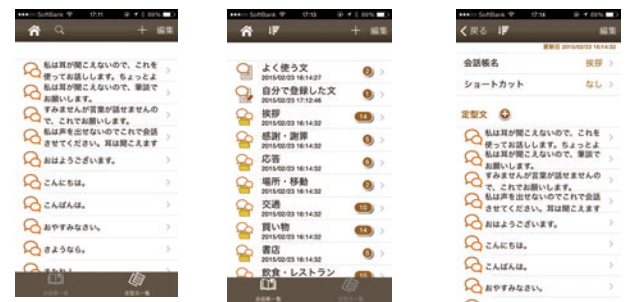 SoftBank 17:11 69%
編集
私は耳が聞こえないので、これを
使ってお話しします。ちょっとよ
私は耳が聞こえないので、筆談で
お願いします。
すみませんが言葉が話せませんの
で、これでお願いします。
私は声を出せないのでこれで会話
させてください。耳は聞こえます
おはようございます。
こんにちは。
こんばんは。
おやすみなさい。
さようなら。
SoftBank 17:13 69%
編集
よく使う文
2015/02/23 16:14:27
自分で登録した文
2015/02/23 17:12:46
挨拶
2015/02/23 16:14:32
14
感謝・謝罪
2015/02/23 16:14:32
応答
2015/02/23 16:14:32
場所・移動
2015/02/23 16:14:32
交通
2015/02/23 16:14:32
10
買い物
2015/02/23 16:14:32
14
書店
2015/02/23 16:14:32
飲食・レストラン
SoftBank 17:14 69%
戻る
編集
更新日 2015/02/23 16:14:32
会話帳名 挨拶
ショートカット なし
定型文
私は耳が聞こえないので、これを
使ってお話しします。ちょっとよ
私は耳が聞こえないので、筆談で
お願いします。
すみませんが言葉が話せませんの
で、これでお願いします。
私は声を出せないのでこれで会話
させてください。耳は聞こえます
おはようございます。
こんにちは。
こんばんは。
おやすみなさい。